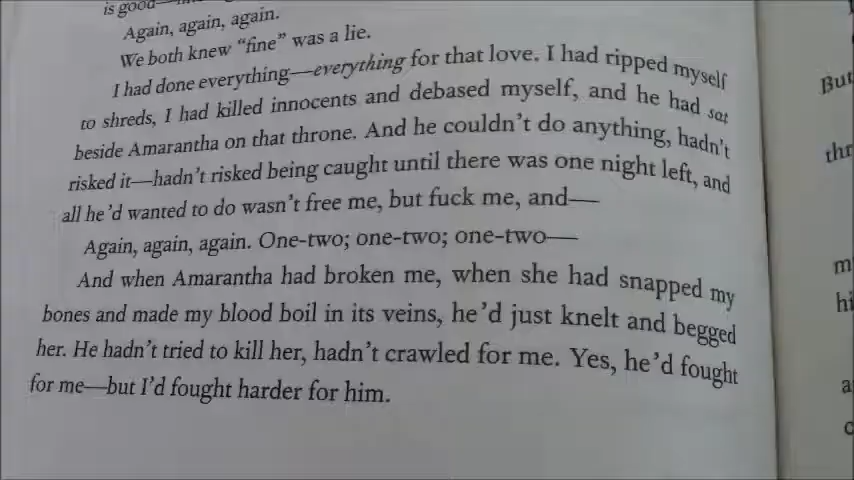 is good—
Again, again, again.
We both knew “fine” was a lie.
I had done everything—everything for that love. I had ripped myself
to shreds, I had killed innocents and debased myself, and he had sat
beside Amarantha on that throne. And he couldn’t do anything, hadn’t
risked it—hadn’t risked being caught until there was one night left, and
all he’d wanted to do wasn’t free me, but fuck me, and—
Again, again, again. One-two; one-two; one-two—
And when Amarantha had broken me, when she had snapped my
bones and made my blood boil in its veins, he’d just knelt and begged
her. He hadn’t tried to kill her, hadn’t crawled for me. Yes, he’d fought
for me—but I’d fought harder for him.
But
thr
m
hi
a